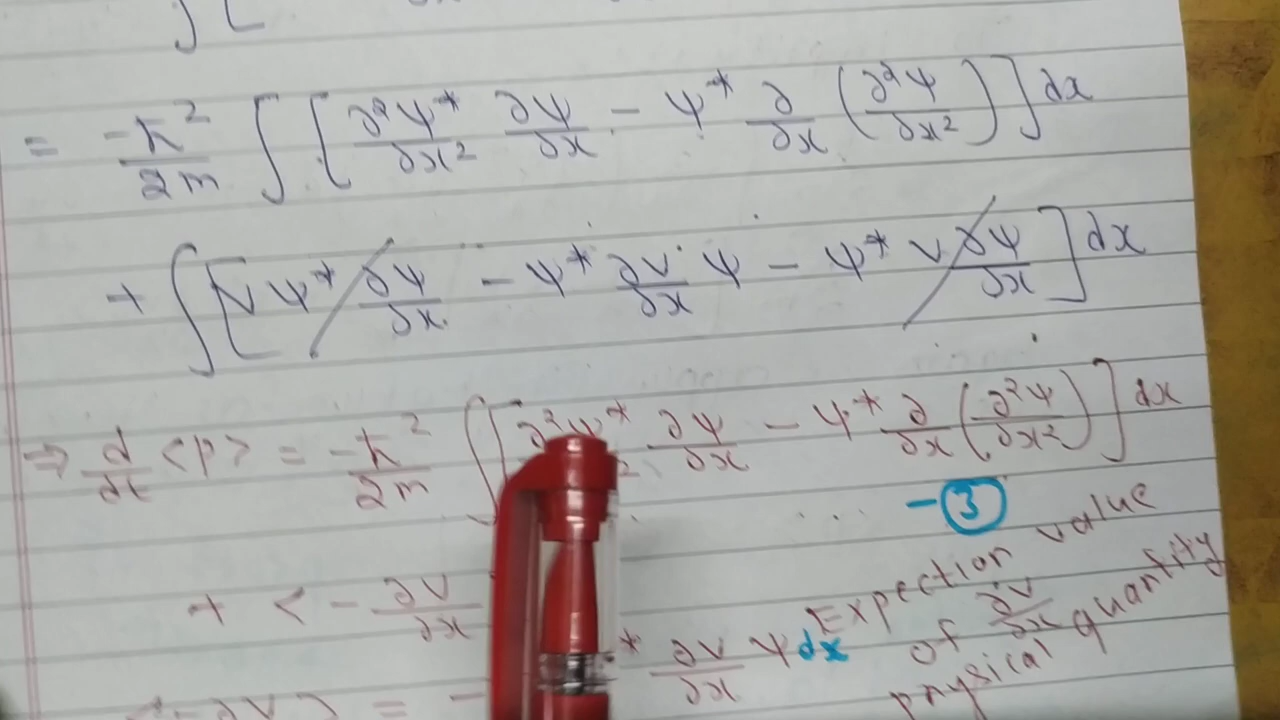 = -ħ²/2m ∫ [ ∂²ψ*/∂x² ∂ψ/∂x - ψ* ∂/∂x (∂²ψ/∂x²) ] dx
+ ∫ [ Vψ* ∂ψ/∂x - ψ* ∂V/∂x ψ - ψ* V ∂ψ/∂x ] dx
⇒ d/dt <p> = -ħ²/2m ∫ [ ∂²ψ* ∂ψ/∂x - ψ* ∂/∂x (∂²ψ/∂x²) ] dx
- ③
+ < - ∂V/∂x
* ∂V/∂x ψ dx
Expection value
of ∂V/∂x
physical quantity